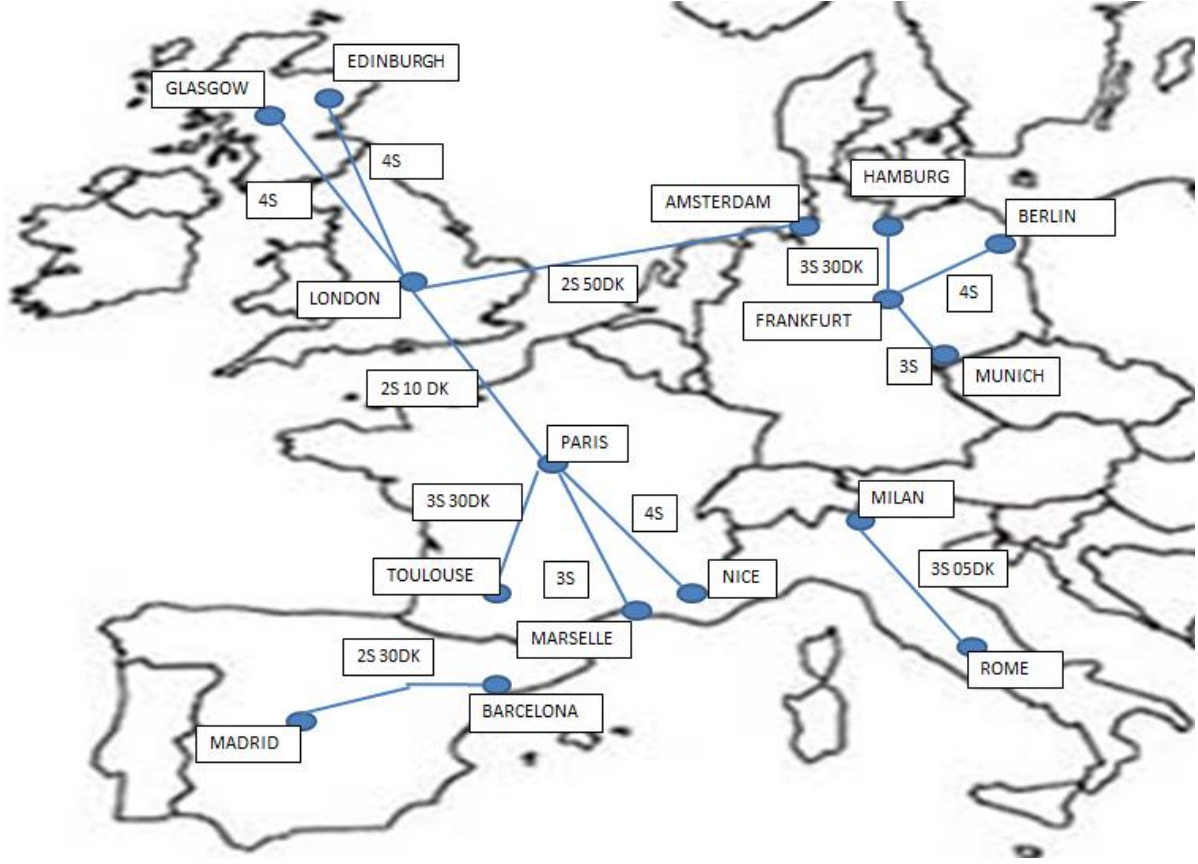 EDINBURGH
GLASGOW
4S
4S
HAMBURG
AMSTERDAM
BERLIN
3S 30DK
2S 50DK
LONDON
4S
FRANKFURT
3S
MUNICH
2S 10 DK
PARIS
MILAN
3S 30DK
4S
3S 05DK
TOULOUSE
3S
NICE
MARSELLE
2S 30DK
ROME
BARCELONA
MADRID